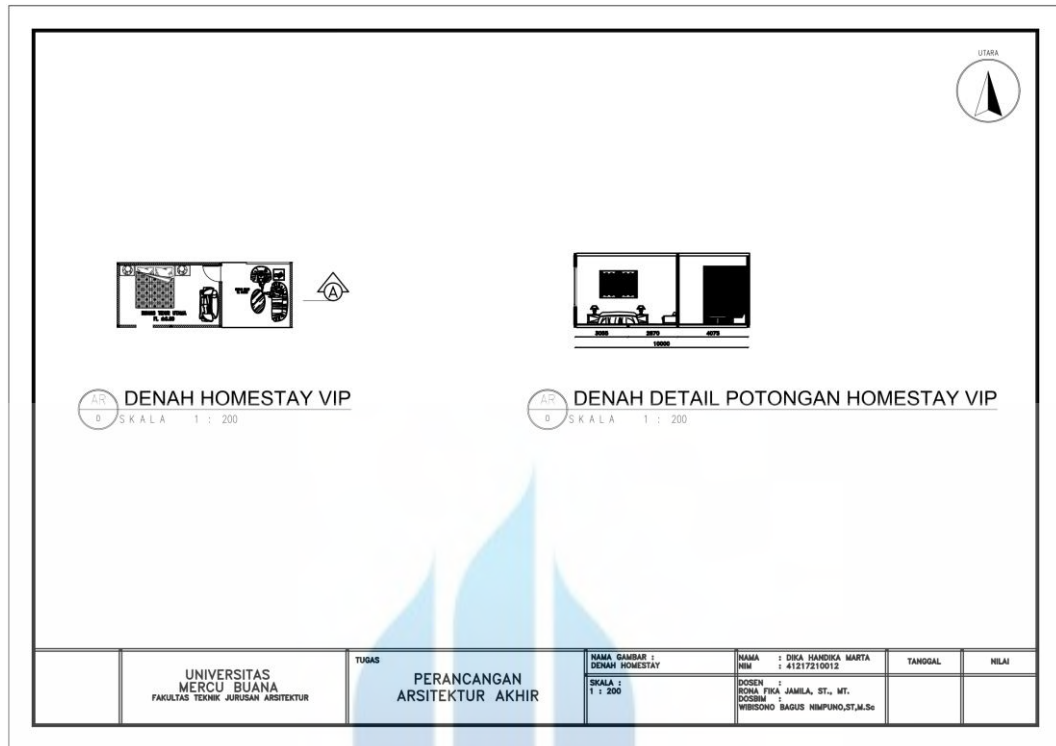 UTARA
A
AR
0
DENAH HOMESTAY VIP
SKALA 1 : 200
3670
4075
10000
AR
0
DENAH DETAIL POTONGAN HOMESTAY VIP
SKALA 1 : 200
UNIVERSITAS
MERCU BUANA
FAKULTAS TEKNIK JURUSAN ARSITEKTUR
TUGAS
PERANCANGAN
ARSITEKTUR AKHIR
NAMA GAMBAR :
DENAH HOMESTAY
SKALA :
1 : 200
NAMA : DIKA HANDIKA MARTA
NIM : 41217210012
DOSEN :
RONA FIKA JAMILA, ST., MT.
DOSBIM :
WIBISONO BAGUS NIMPUNO,ST,M.Sc
TANGGAL
NILAI